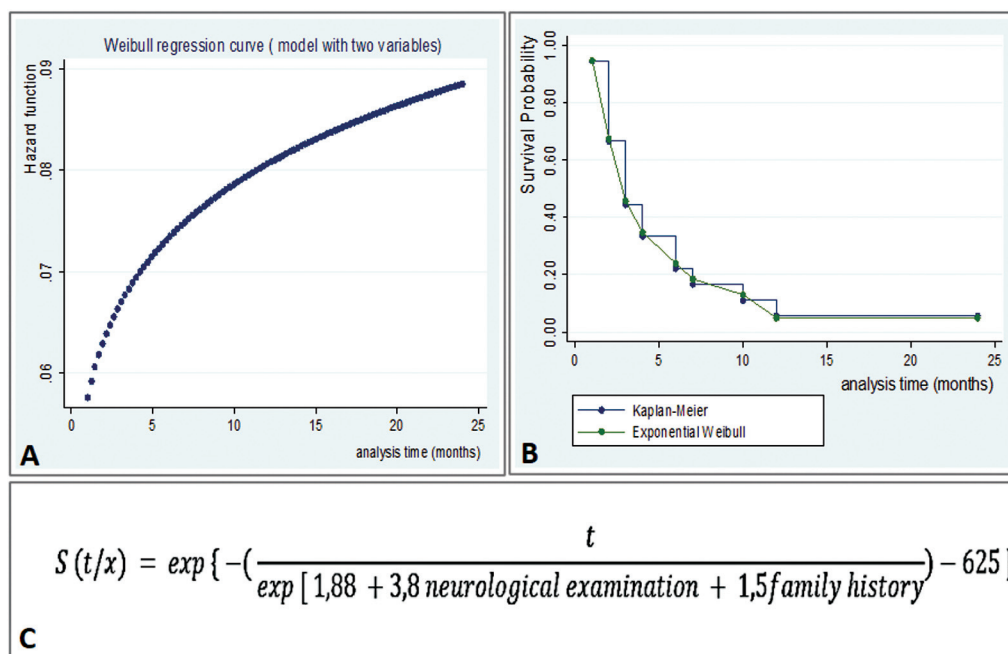 Weibull regression curve ( model with two variables)
Hazard function
.09
.08
.07
.06
0 5 10 15 20 25
analysis time (months)
A
Survival Probability
1.00
0.80
0.60
0.40
0.20
0.00
0 5 10 15 20 25
analysis time (months)
Kaplan-Meier
Exponential Weibull
B
S (t/x) = exp { -( t / exp [ 1,88 + 3,8 neurological examination + 1,5 family history ) - 625 ]
C